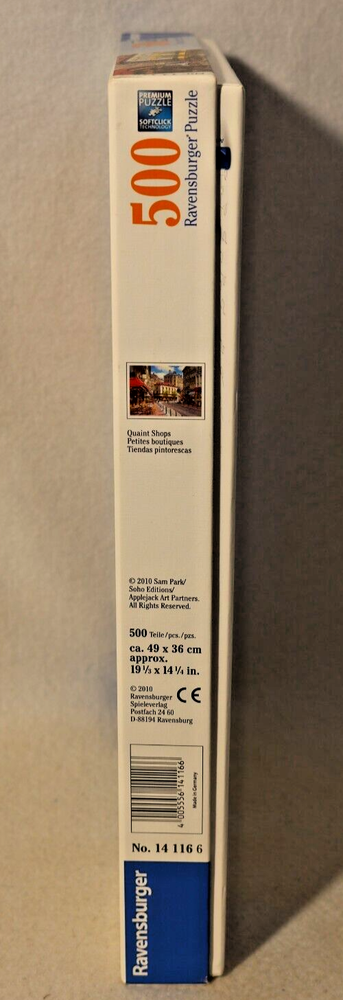 PREMIUM
PUZZLE
SOFTCLICK
TECHNOLOGY
500
Ravensburger® Puzzle
Quaint Shops
Petites boutiques
Tiendas pintorescas
© 2010 Sam Park/
Soho Editions/
Applejack Art Partners.
All Rights Reserved.
500 Teile/pcs./pzs.
ca. 49 x 36 cm
approx.
19 1/3 x 14 1/4 in.
© 2010
Ravensburger
Spieleverlag
Postfach 24 60
D-88194 Ravensburg
CE
4 005556 141166
Made in Germany
No. 14 116 6
Ravensburger